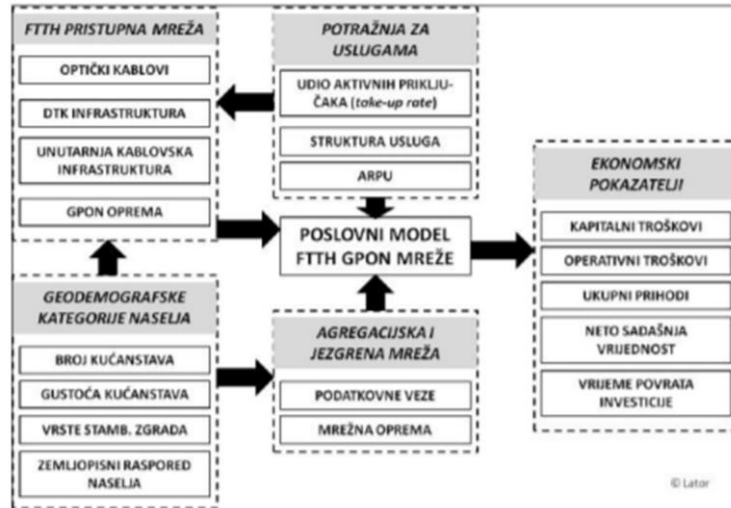 FTTH PRISTUPNA MREŽA
OPTIČKI KABLOVI
DTK INFRASTRUKTURA
UNUTARNJA KABLOVSKA
INFRASTRUKTURA
GPON OPREMA
POTRAŽNJA ZA
USLUGAMA
UDIO AKTIVNIH PRIKLJU-
ČAKA (take-up rate)
STRUKTURA USLUGA
ARPU
POSLOVNI MODEL
FTTH GPON MREŽE
GEODEMOGRAFSKE
KATEGORIJE NASELJA
BROJ KUĆANSTAVA
GUSTOĆA KUĆANSTAVA
VRSTE STAMB. ZGRADA
ZEMLJOPISNI RASPORED
NASELJA
AGREGACIJSKA I
JEZGRENA MREŽA
PODATKOVNE VEZE
MREŽNA OPREMA
EKONOMSKI
POKAZATELJI
KAPITALNI TROŠKOVI
OPERATIVNI TROŠKOVI
UKUPNI PRIHODI
NETO SADAŠNJA
VRIJEDNOST
VRIJEME POVRATA
INVESTICIJE
© Lator